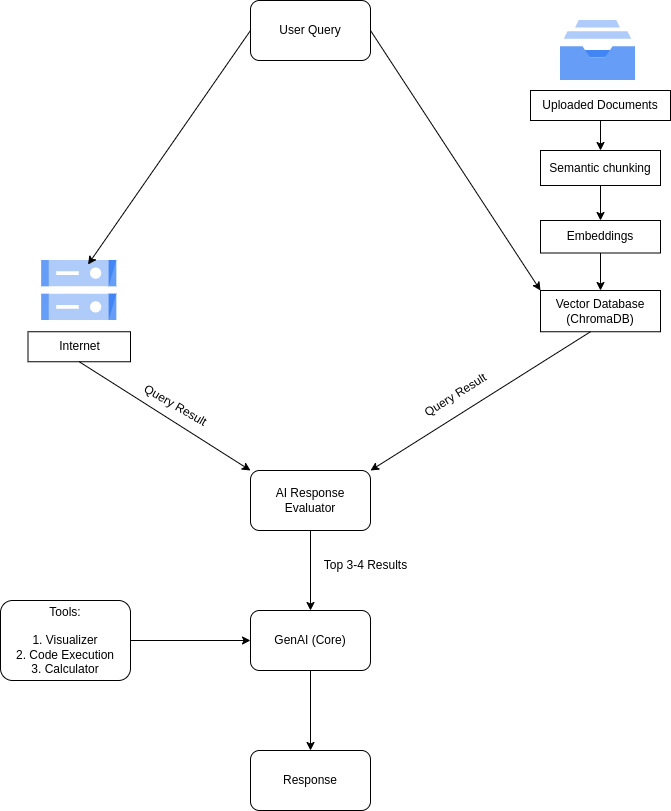 User Query
Uploaded Documents
Semantic chunking
Embeddings
Vector Database
(ChromaDB)
Internet
Query Result
Query Result
AI Response
Evaluator
Top 3-4 Results
Tools:
1. Visualizer
2. Code Execution
3. Calculator
GenAI (Core)
Response